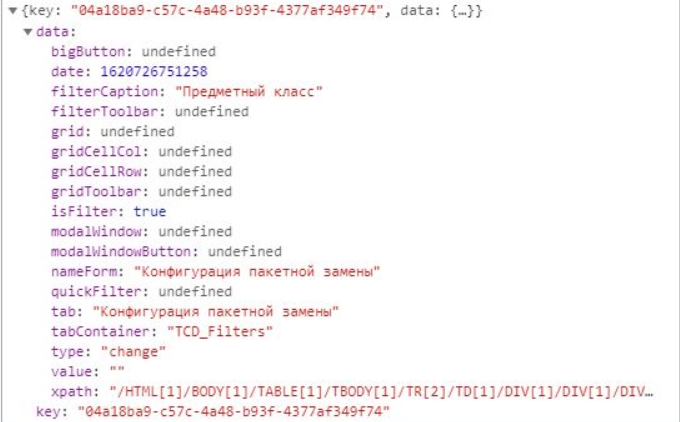 {key: "04a18ba9-c57c-4a48-b93f-4377af349f74", data: {…}}
data:
bigButton: undefined
date: 1620726751258
filterCaption: "Предметный класс"
filterToolbar: undefined
grid: undefined
gridCellCol: undefined
gridCellRow: undefined
gridToolbar: undefined
isFilter: true
modalWindow: undefined
modalWindowButton: undefined
nameForm: "Конфигурация пакетной замены"
quickFilter: undefined
tab: "Конфигурация пакетной замены"
tabContainer: "TCD_Filters"
type: "change"
value: ""
xpath: "/HTML[1]/BODY[1]/TABLE[1]/TBODY[1]/TR[2]/TD[1]/DIV[1]/DIV[1]/DIV…
key: "04a18ba9-c57c-4a48-b93f-4377af349f74"